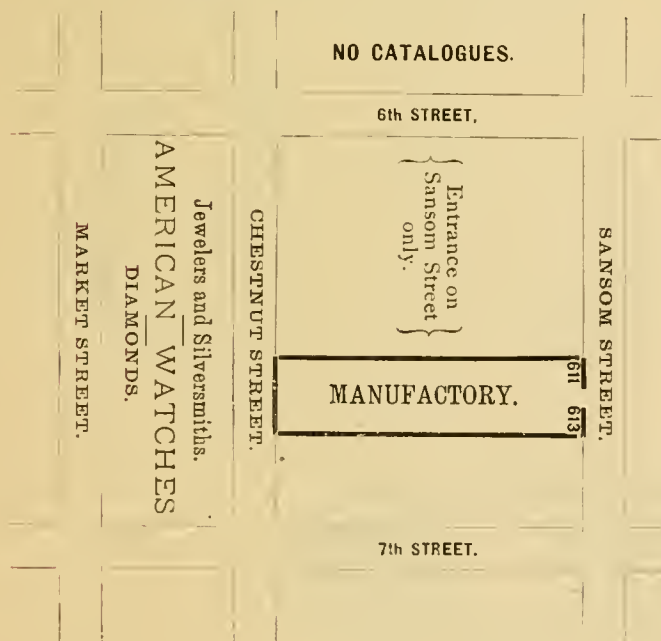 NO CATALOGUES.
6th STREET,
Entrance on
Sansom Street
only.
SANSOM STREET.
CHESTNUT STREET.
Jewelers and Silversmiths.
AMERICAN WATCHES
DIAMONDS.
MARKET STREET.
MANUFACTORY.
611
613
7th STREET.